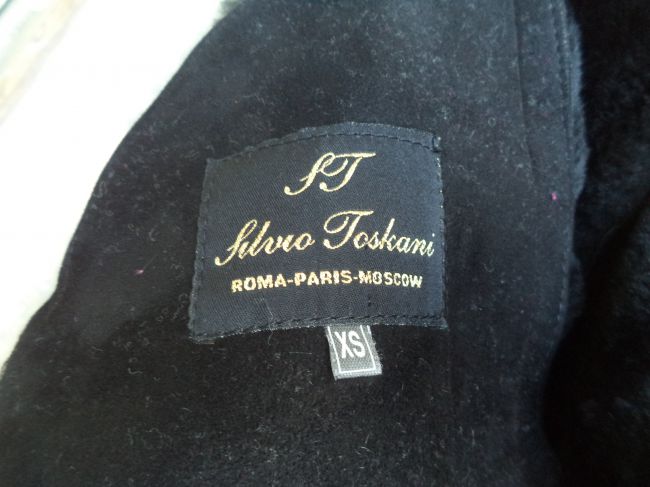 ST
Silvio Toskani
ROMA-PARIS-MOSCOW
XS